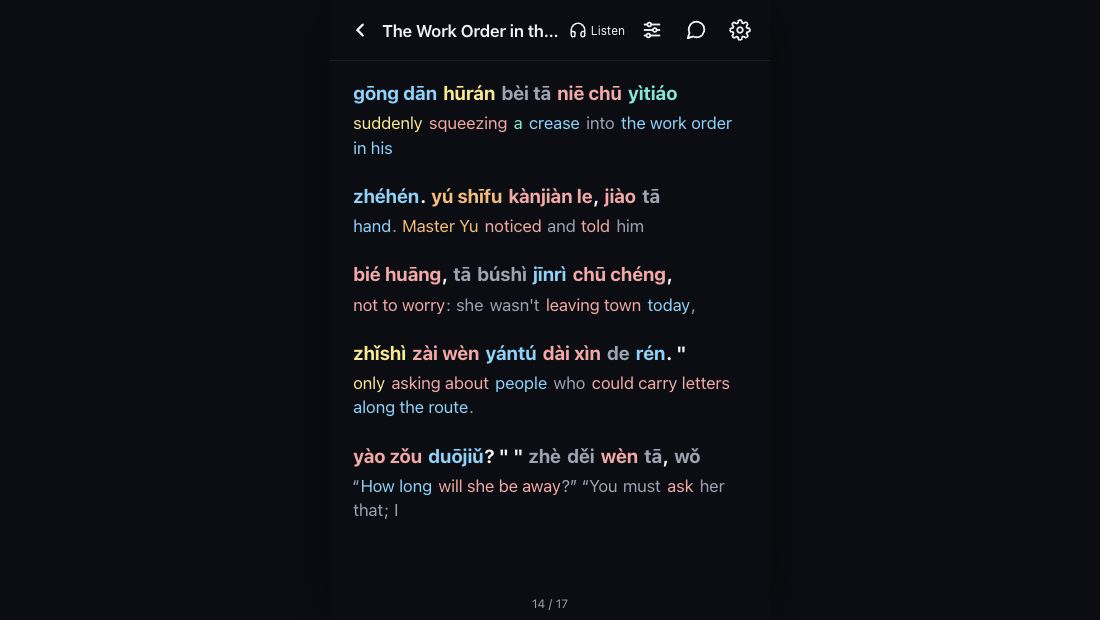 The Work Order in th...
Listen
gōng dān hūrán bèi tā niē chū yìtiáo
suddenly squeezing a crease into the work order
in his
zhéhén. yú shīfu kànjiàn le, jiào tā
hand. Master Yu noticed and told him
bié huāng, tā búshì jīnrì chū chéng,
not to worry: she wasn't leaving town today,
zhǐshì zài wèn yántú dài xìn de rén. "
only asking about people who could carry letters
along the route.
yào zǒu duōjiǔ? " " zhè děi wèn tā, wǒ
“How long will she be away?” “You must ask her
that; I
14 / 17